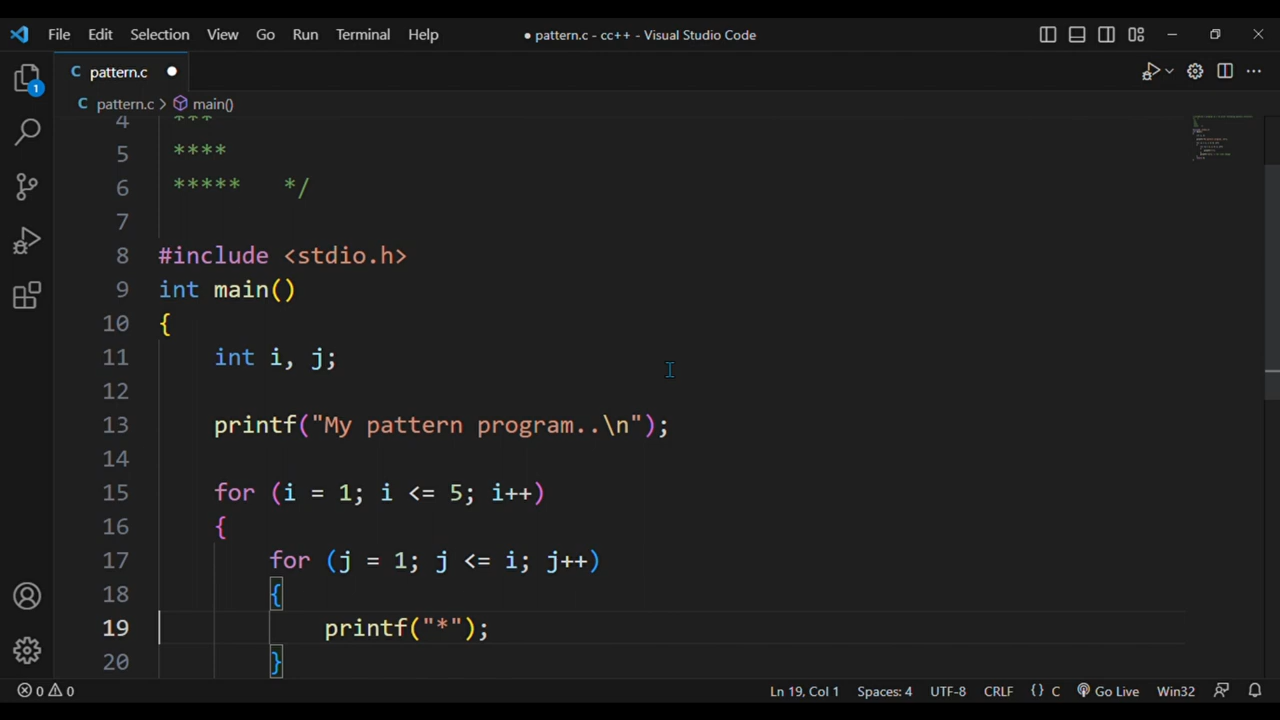 File Edit Selection View Go Run Terminal Help ● pattern.c - cc++ - Visual Studio Code
C pattern.c ●
C pattern.c > main()
1
4 ***
5 ****
6 ***** */
7
8 #include <stdio.h>
9 int main()
10 {
11 int i, j;
12
13 printf("My pattern program..\n");
14
15 for (i = 1; i <= 5; i++)
16 {
17 for (j = 1; j <= i; j++)
18 {
19 printf("*");
20 }
0 0 Ln 19, Col 1 Spaces: 4 UTF-8 CRLF {} C Go Live Win32